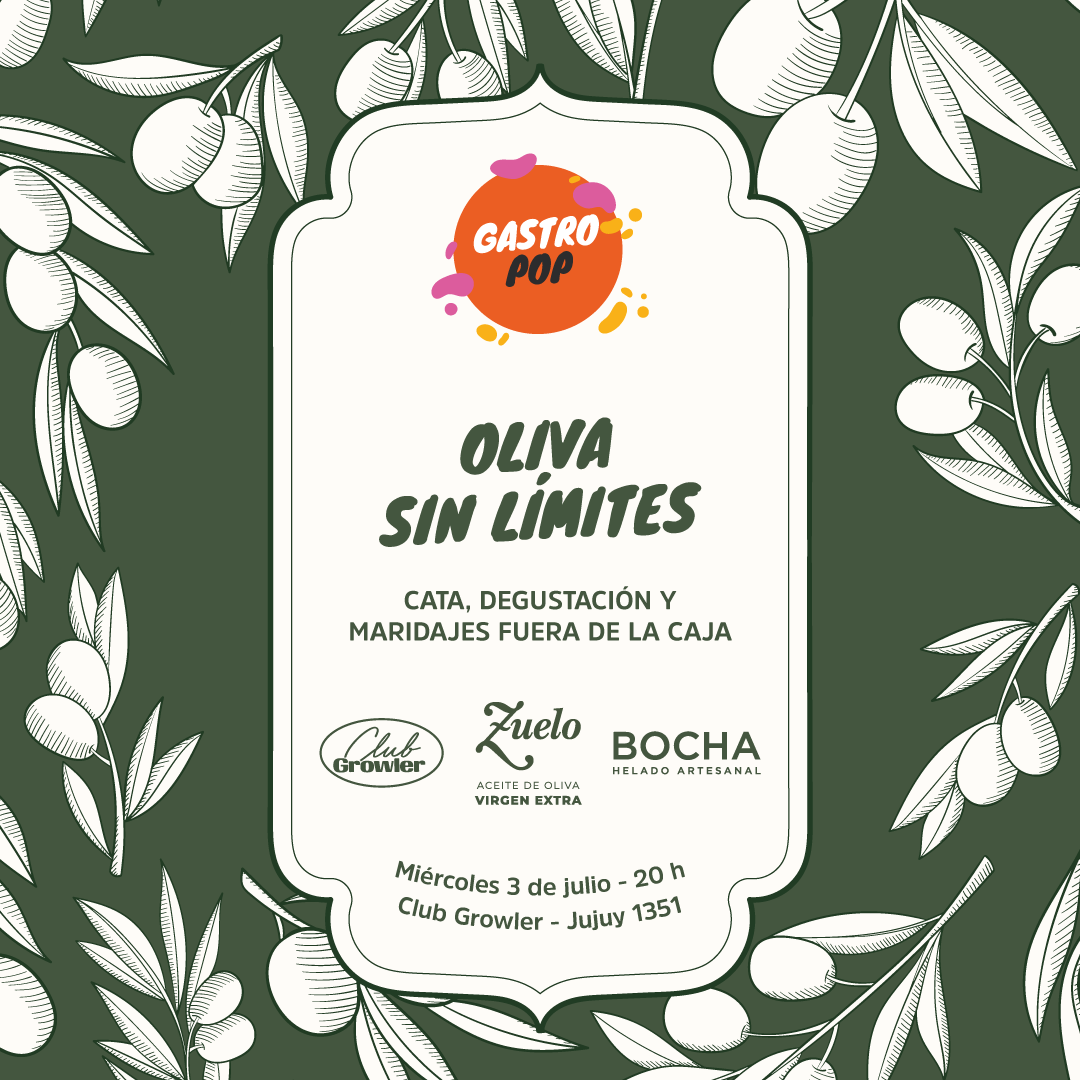 GASTRO
POP
OLIVA
SIN LÍMITES
CATA, DEGUSTACIÓN Y
MARIDAJES FUERA DE LA CAJA
Club
Growler
Zuelo
ACEITE DE OLIVA
VIRGEN EXTRA
BOCHA
HELADO ARTESANAL
Miércoles 3 de julio - 20 h
Club Growler - Jujuy 1351